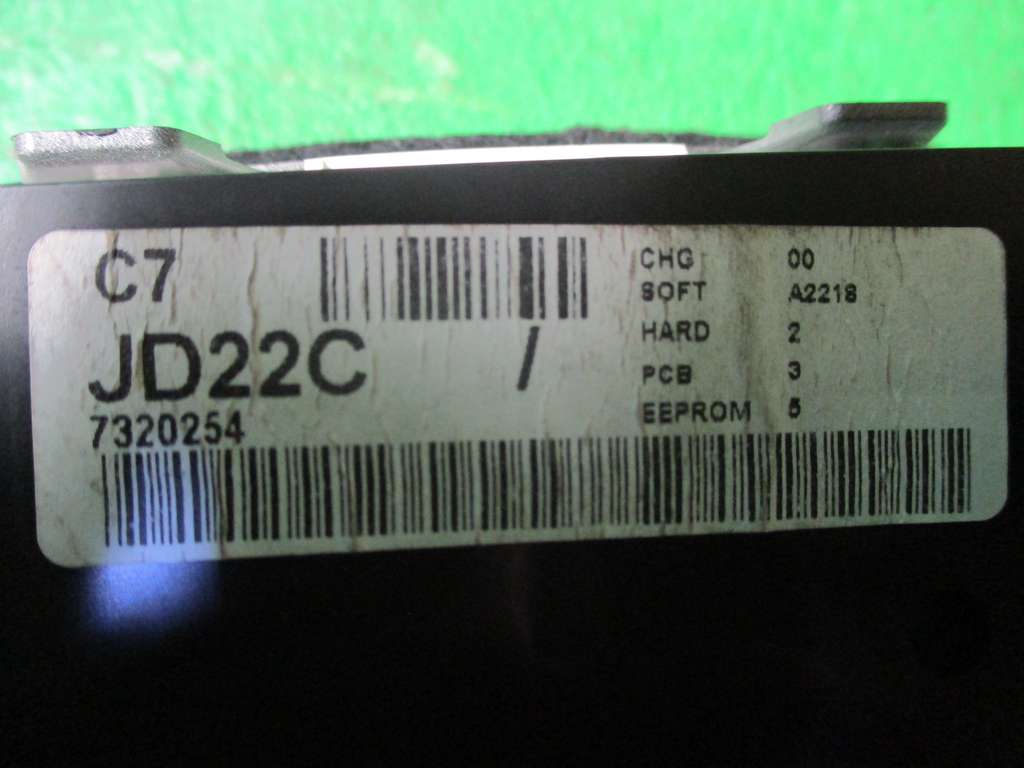 C7
JD22C /
7320254
CHG 00
SOFT A2218
HARD 2
PCB 3
EEPROM 5